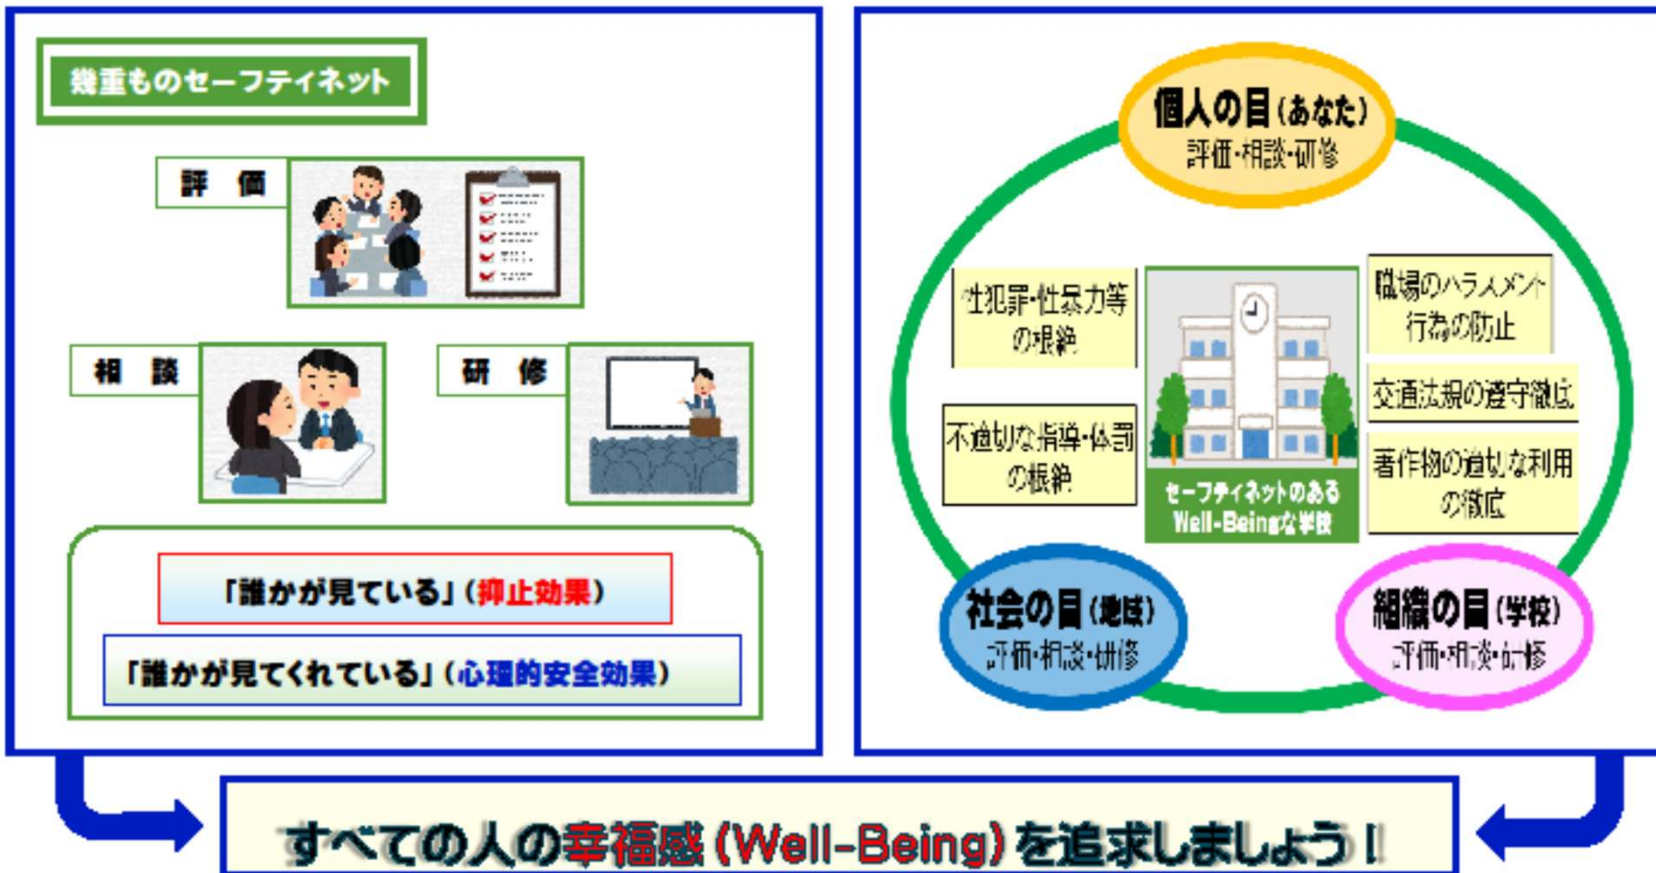 幾重ものセーフティネット
評 価
相 談
研 修
「誰かが見ている」(抑止効果)
「誰かが見てくれている」(心理的安全効果)
個人の目(あなた)
評価・相談・研修
性犯罪・性暴力等
の根絶
不適切な指導・体罰
の根絶
職場のハラスメント
行為の防止
交通法規の遵守徹底
著作物の適切な利用
の徹底
セーフティネットのある
Well-Beingな学校
社会の目(地域)
評価・相談・研修
組織の目(学校)
評価・相談・研修
すべての人の幸福感(Well-Being)を追求しましょう!